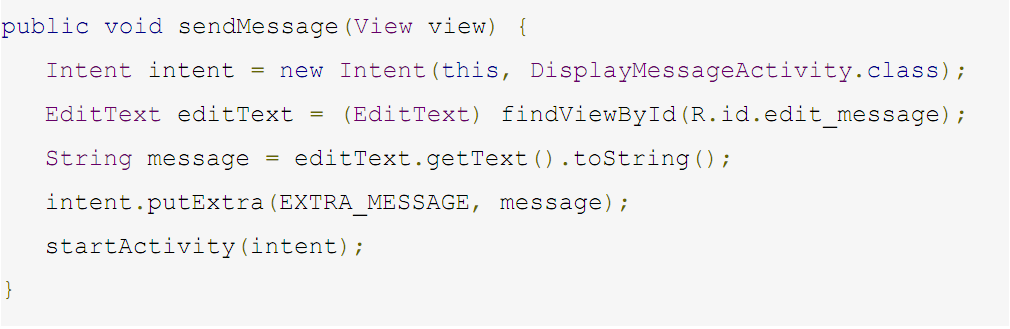 public void sendMessage(View view) {
Intent intent = new Intent(this, DisplayMessageActivity.class);
EditText editText = (EditText) findViewById(R.id.edit_message);
String message = editText.getText().toString();
intent.putExtra(EXTRA_MESSAGE, message);
startActivity(intent);
}